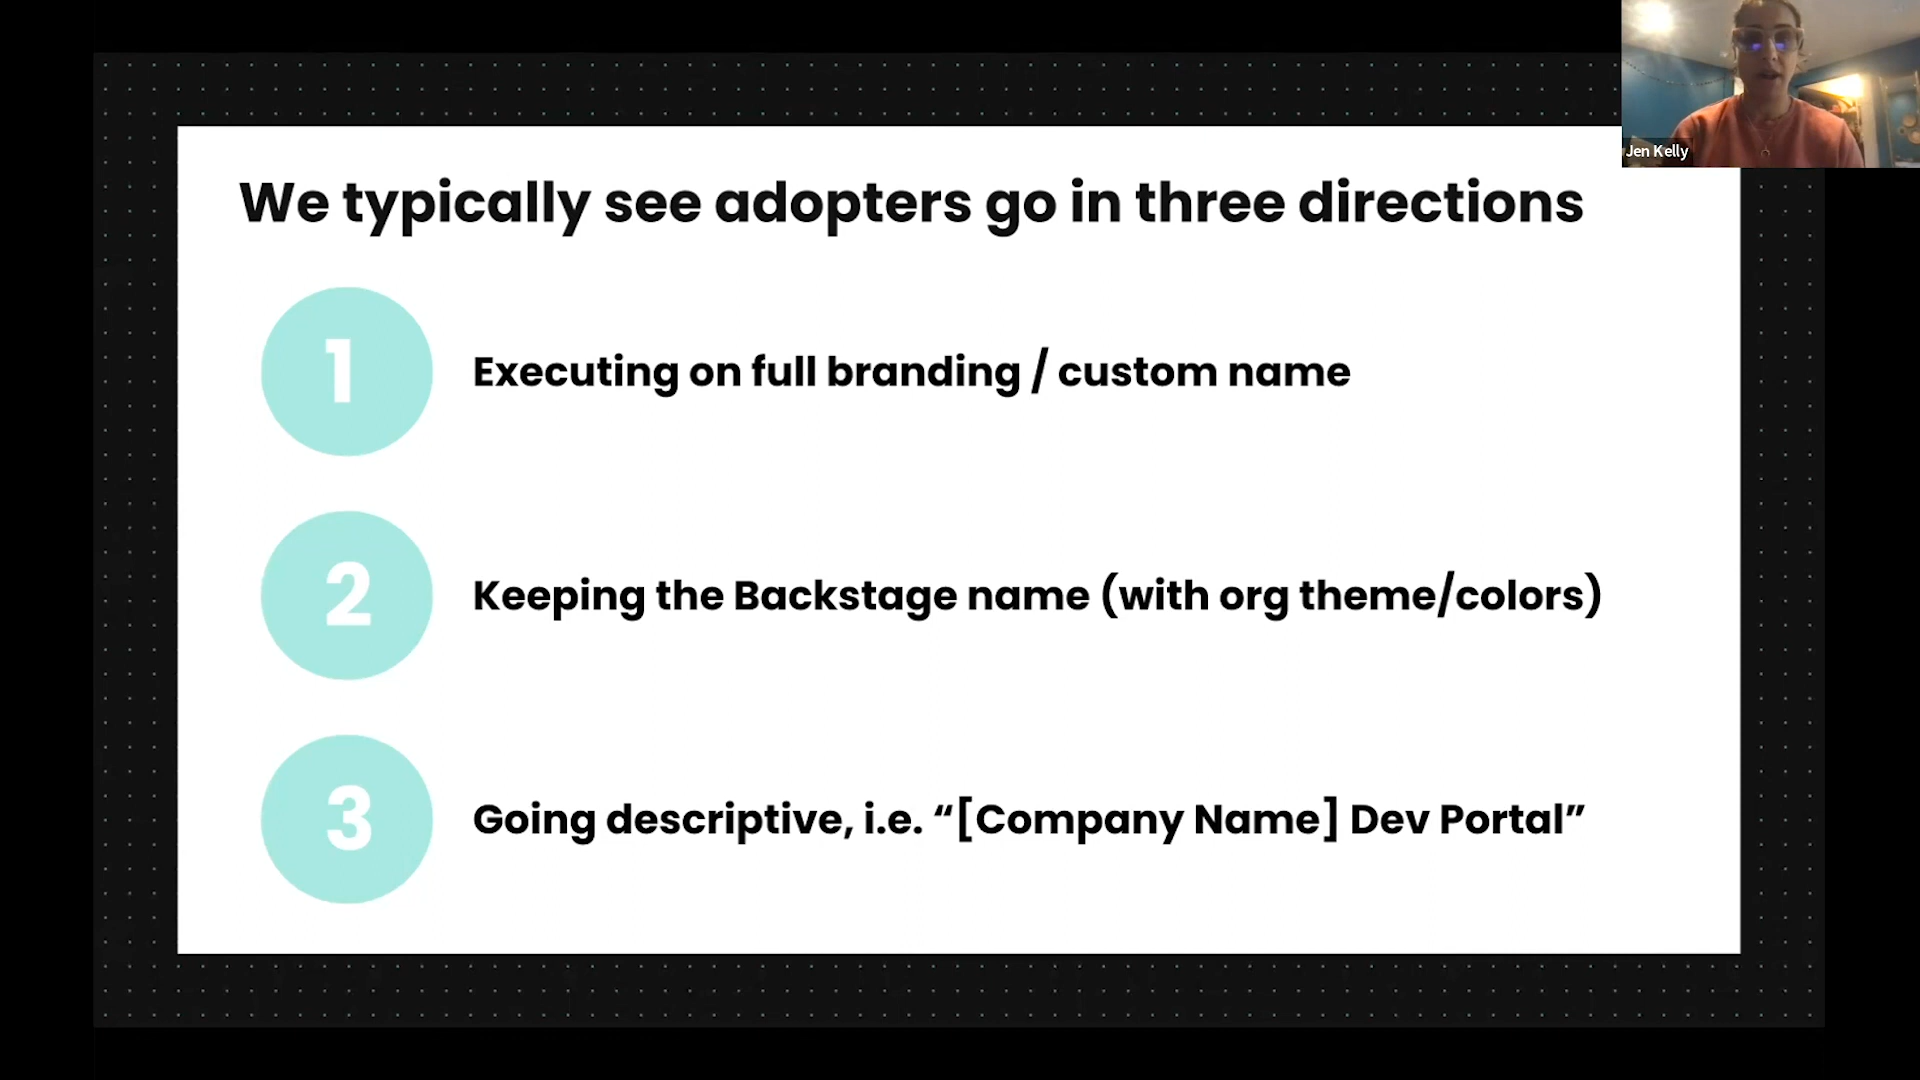 We typically see adopters go in three directions
1
Executing on full branding / custom name
2
Keeping the Backstage name (with org theme/colors)
3
Going descriptive, i.e. “[Company Name] Dev Portal”
Jen Kelly